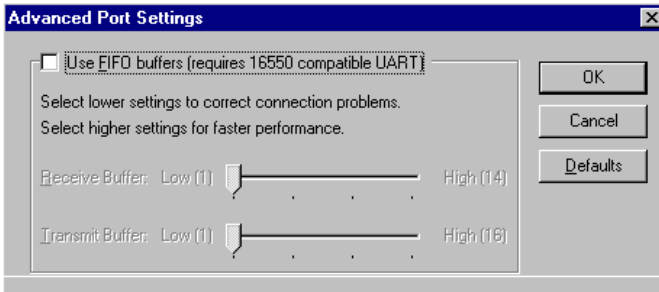 Advanced Port Settings
Use FIFO buffers (requires 16550 compatible UART)
Select lower settings to correct connection problems.
Select higher settings for faster performance.
Receive Buffer: Low (1) High (14)
Transmit Buffer: Low (1) High (16)
OK
Cancel
Defaults